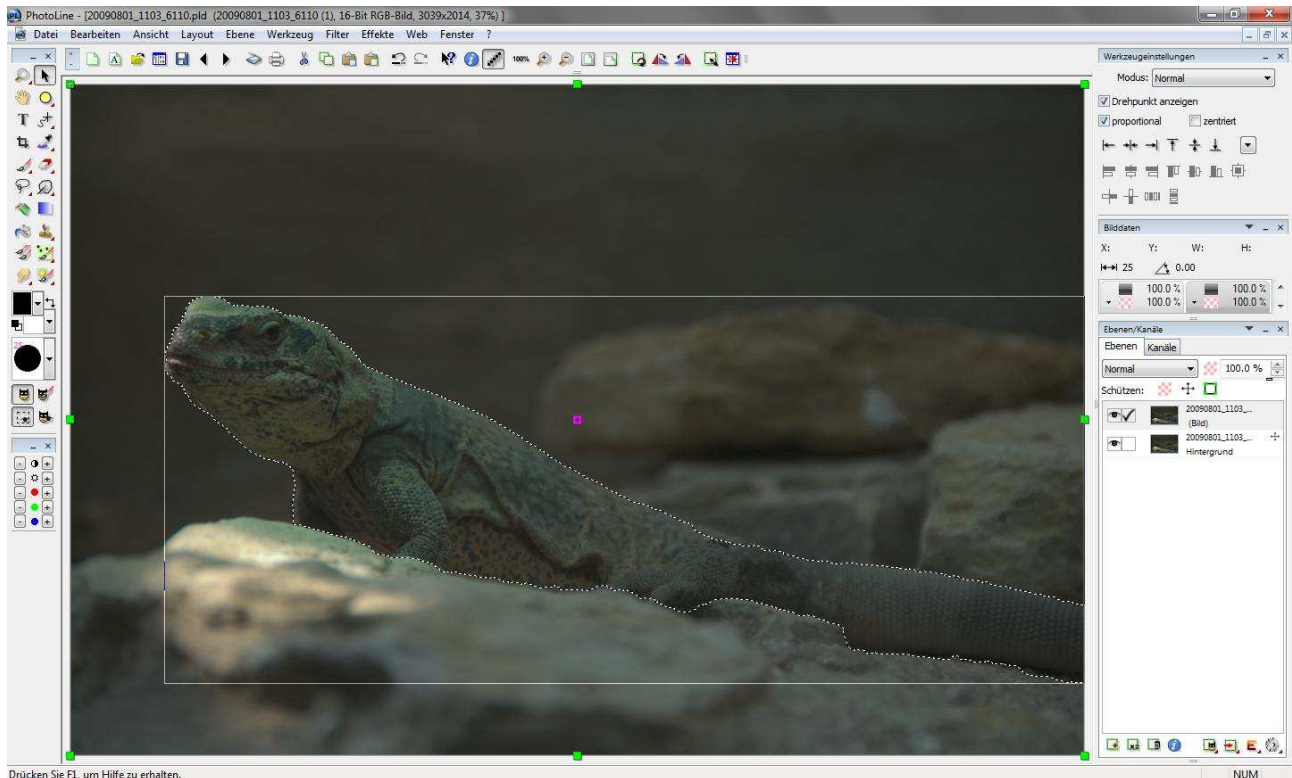 PhotoLine - [20090801_1103_6110.pld (20090801_1103_6110 (1), 16-Bit RGB-Bild, 3039x2014, 37%) ]
Datei Bearbeiten Ansicht Layout Ebene Werkzeug Filter Effekte Web Fenster ?
100%
Werkzeugeinstellungen
Modus: Normal
Drehpunkt anzeigen
proportional zentriert
Bilddaten
X: Y: W: H:
25 0.00
100.0 % 100.0 %
100.0 % 100.0 %
Ebenen/Kanäle
Ebenen Kanäle
Normal 100.0 %
Schützen:
20090801_1103_...
(Bild)
20090801_1103_...
Hintergrund
Drücken Sie F1, um Hilfe zu erhalten.
NUM